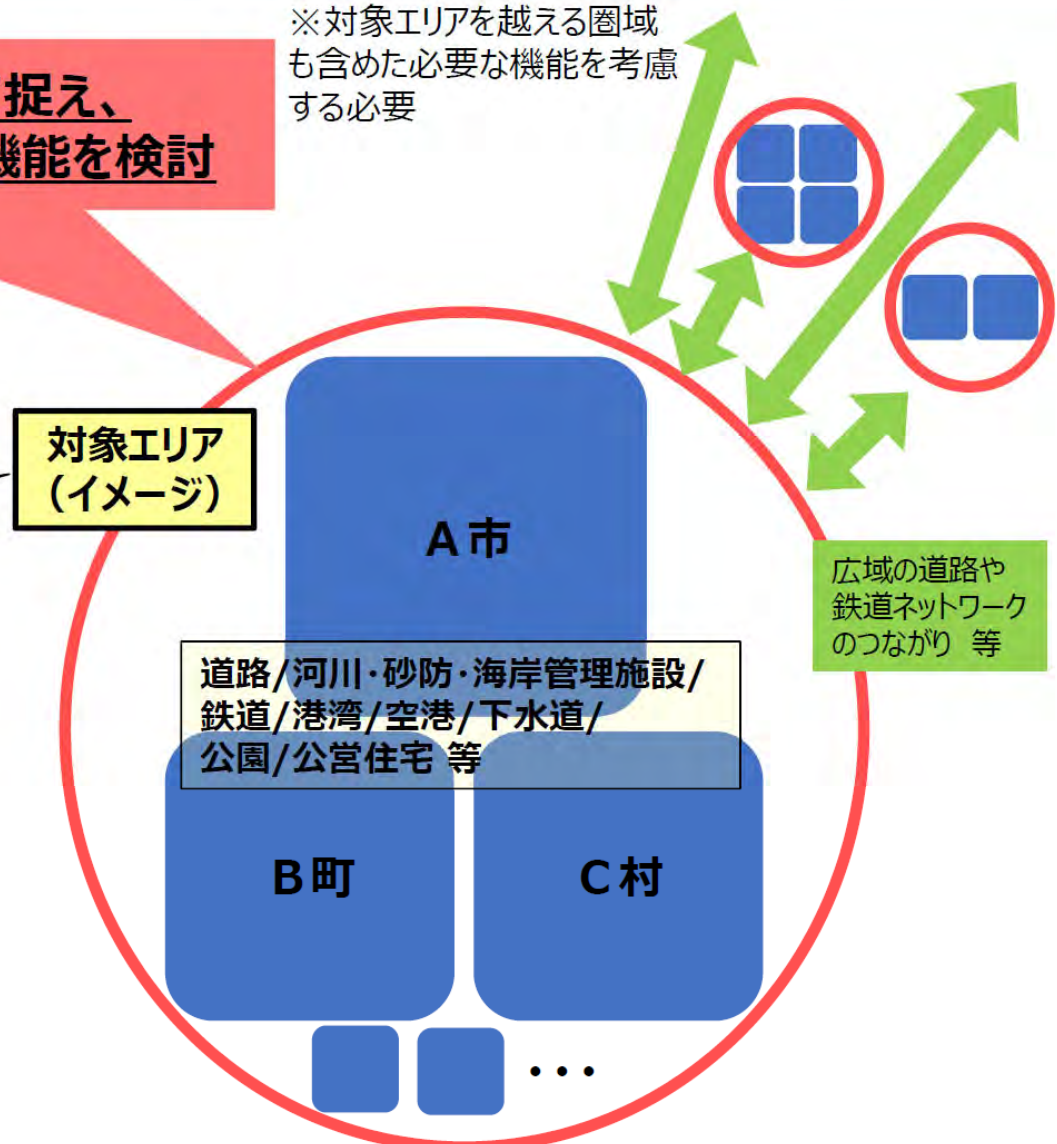 ※対象エリアを越える圏域
も含めた必要な機能を考慮
する必要
捉え、
機能を検討
対象エリア
（イメージ）
A市
広域の道路や
鉄道ネットワーク
のつながり 等
道路/河川･砂防･海岸管理施設/
鉄道/港湾/空港/下水道/
公園/公営住宅 等
B町
C村
･･･